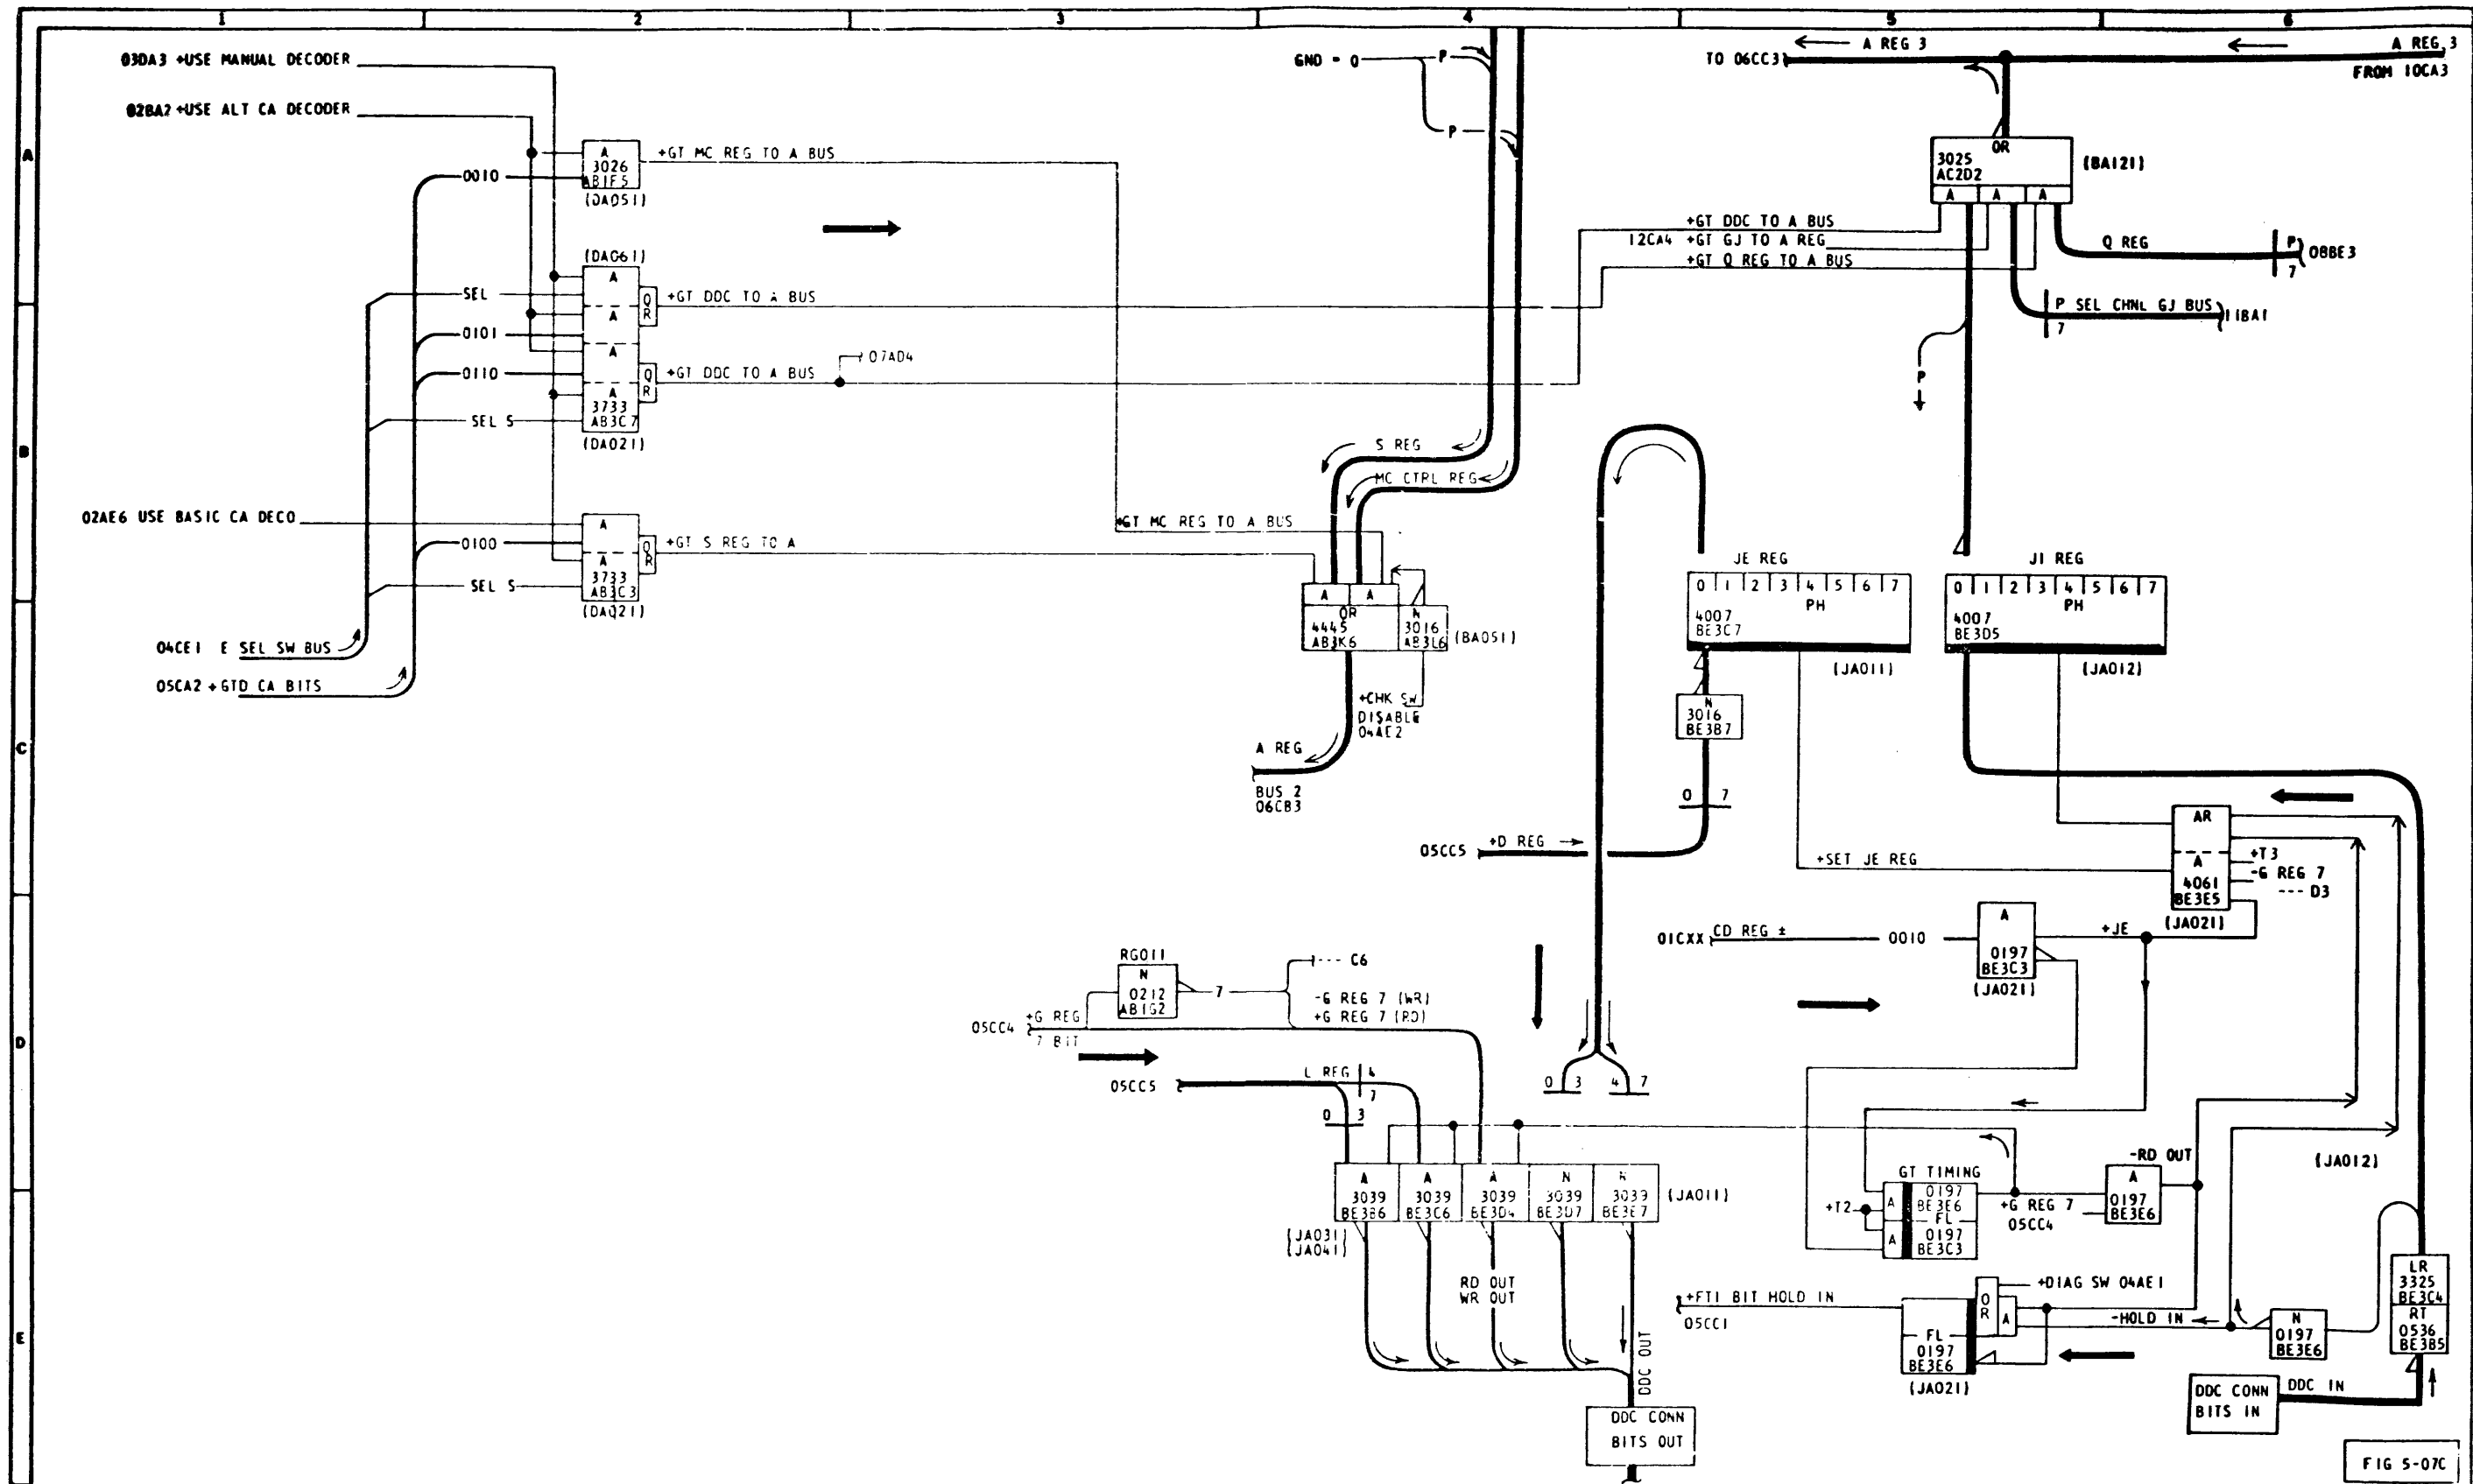 1 2 3 4 5 6
A
B
C
D
E
03DA3 +USE MANUAL DECODER
02BA2 +USE ALT CA DECODER
0010
A
3026
AB1F5
(DA051)
+GT MC REG TO A BUS
(DA061)
SEL
A
A
OR
+GT DDC TO A BUS
0101
0110
A
A
OR
3733
AB3C7
(DA021)
SEL S
+GT DDC TO A BUS
07AD4
02AE6 USE BASIC CA DECO
0100
SEL S
A
A
OR
3733
AB3C3
(DA021)
+GT S REG TO A
04CE1 E SEL SW BUS
05CA2 +GTD CA BITS
GND = 0
P
P
S REG
MC CTRL REG
+GT MC REG TO A BUS
A A
OR
4445
AB3K6
N
3016
AB3L6
(BA051)
+CHK SW
DISABLE
04AE2
A REG
BUS 2
06CB3
TO 06CC3
A REG 3
A REG 3
FROM 10CA3
OR
3025
AC2D2
(BA121)
A A A
+GT DDC TO A BUS
12CA4 +GT GJ TO A REG
+GT Q REG TO A BUS
Q REG
P
7
08BE3
P SEL CHNL GJ BUS
7
11BA1
P
JE REG
0 1 2 3 4 5 6 7
PH
4007
BE3C7
(JA011)
JI REG
0 1 2 3 4 5 6 7
PH
4007
BE3D5
(JA012)
N
3016
BE3B7
0 7
05CC5 +D REG
+SET JE REG
AR
A
4061
BE3E5
(JA021)
+T3
-G REG 7
--- D3
01CXX CD REG ±
0010
A
0197
BE3C3
(JA021)
+JE
RG011
N
0212
AB1G2
7
--- C6
-G REG 7 (WR)
+G REG 7 (RD)
05CC4
+G REG
7 BIT
05CC5
L REG
4
7
0 3
0 3 4 7
A
3039
BE3B6
A
3039
BE3C6
A
3039
BE3D4
N
3039
BE3D7
N
3039
BE3E7
(JA011)
(JA031)
(JA041)
RD OUT
WR OUT
DDC OUT
DDC CONN
BITS OUT
GT TIMING
+T2
A
0197
BE3E6
FL
A
0197
BE3C3
+G REG 7
05CC4
-RD OUT
A
0197
BE3E6
(JA012)
+FTI BIT HOLD IN
05CC1
OR
A
+DIAG SW 04AE1
FL
0197
BE3E6
(JA021)
-HOLD IN
N
0197
BE3E6
LR
3325
BE3C4
RT
0536
BE3B5
DDC CONN
BITS IN
DDC IN
FIG 5-07C